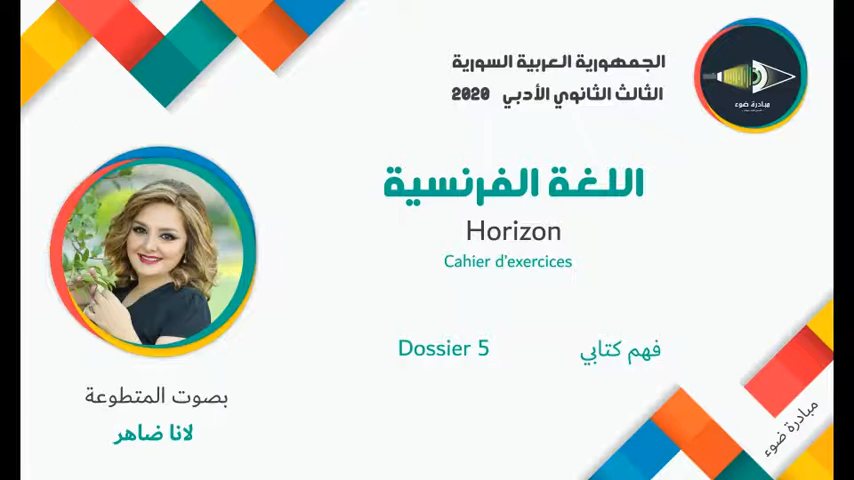 الجمهورية العربية السورية
الثالث الثانوي الأدبي 2020
مبادرة ضوء
اللغة الفرنسية
Horizon
Cahier d'exercices
Dossier 5
فهم كتابي
بصوت المتطوعة
لانا ضاهر
مبادرة ضوء